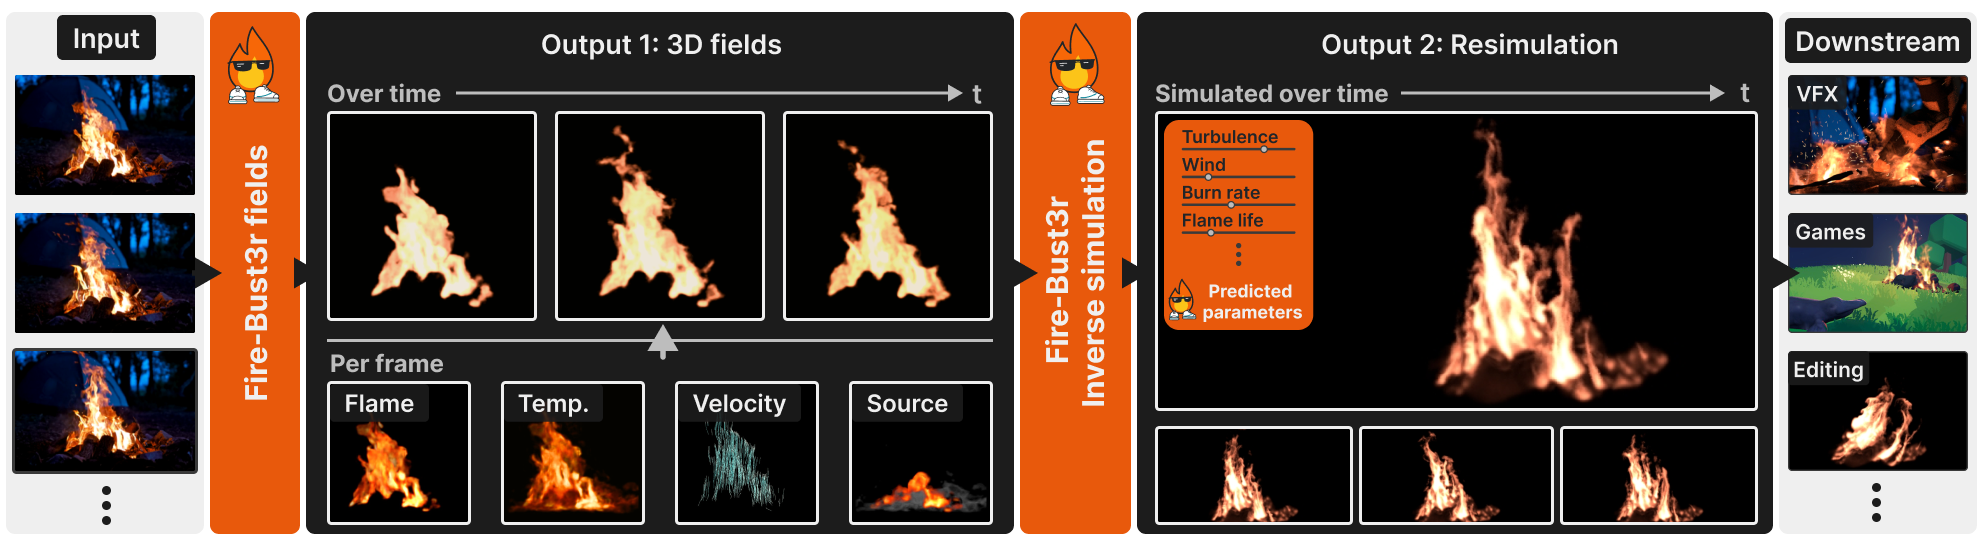 Input
Fire-Bust3r fields
Output 1: 3D fields
Over time
t
Per frame
Flame
Temp.
Velocity
Source
Fire-Bust3r
Inverse simulation
Output 2: Resimulation
Simulated over time
t
Turbulence
Wind
Burn rate
Flame life
Predicted
parameters
Downstream
VFX
Games
Editing